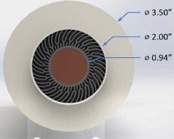 ⌀ 3.50"
⌀ 2.00"
⌀ 0.94"